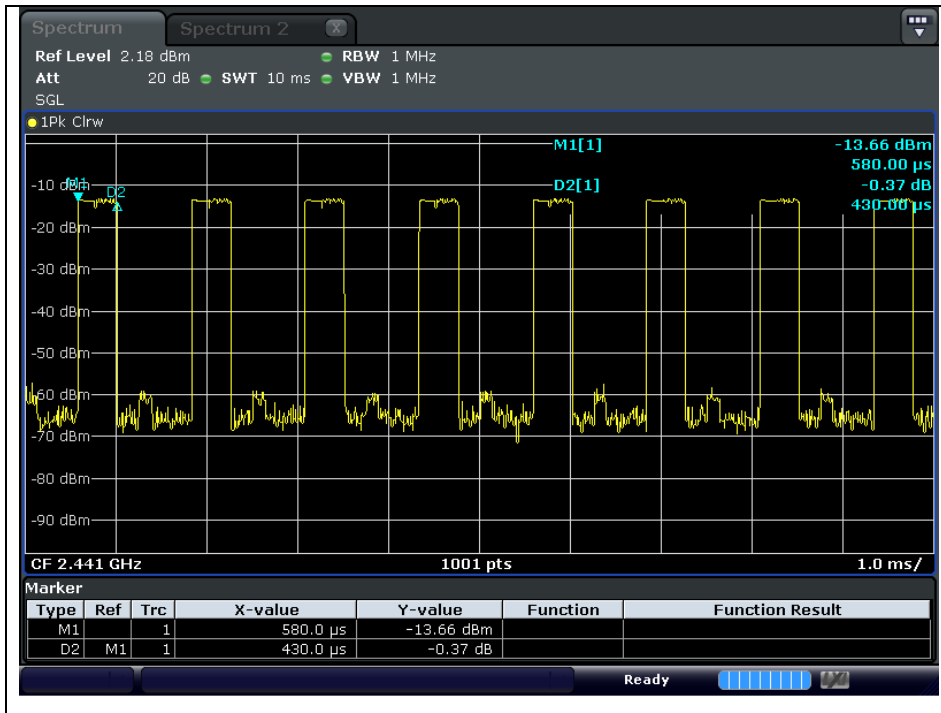 Spectrum Spectrum 2 X
Ref Level 2.18 dBm RBW 1 MHz
Att 20 dB SWT 10 ms VBW 1 MHz
SGL
1Pk Clrw
M1[1] -13.66 dBm
580.00 µs
-10 dBm M1 D2 D2[1] -0.37 dB
430.00 µs
-20 dBm
-30 dBm
-40 dBm
-50 dBm
-60 dBm
-70 dBm
-80 dBm
-90 dBm
CF 2.441 GHz 1001 pts 1.0 ms/
Marker
Type Ref Trc X-value Y-value Function Function Result
M1 1 580.0 µs -13.66 dBm
D2 M1 1 430.0 µs -0.37 dB
Ready